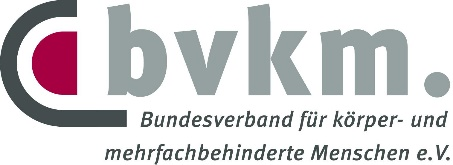 bvkm.
Bundesverband für körper- und
mehrfachbehinderte Menschen e.V.